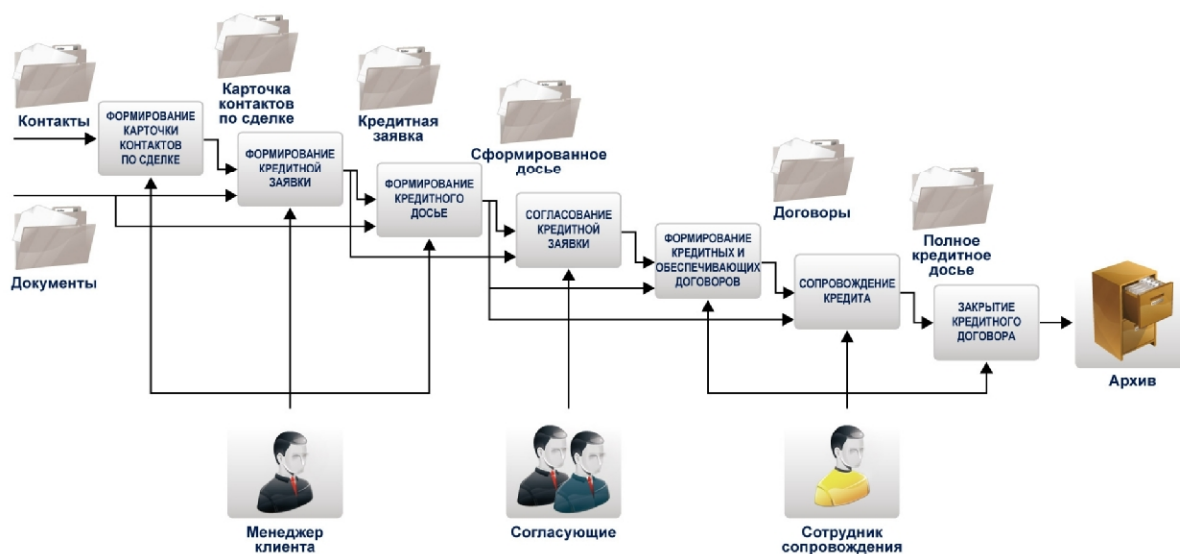 Контакты
ФОРМИРОВАНИЕ
КАРТОЧКИ
КОНТАКТОВ
ПО СДЕЛКЕ
Карточка
контактов
по сделке
ФОРМИРОВАНИЕ
КРЕДИТНОЙ
ЗАЯВКИ
Кредитная
заявка
ФОРМИРОВАНИЕ
КРЕДИТНОГО
ДОСЬЕ
Сформированное
досье
СОГЛАСОВАНИЕ
КРЕДИТНОЙ
ЗАЯВКИ
ФОРМИРОВАНИЕ
КРЕДИТНЫХ И
ОБЕСПЕЧИВАЮЩИХ
ДОГОВОРОВ
Договоры
СОПРОВОЖДЕНИЕ
КРЕДИТА
Полное
кредитное
досье
ЗАКРЫТИЕ
КРЕДИТНОГО
ДОГОВОРА
Архив
Документы
Менеджер
клиента
Согласующие
Сотрудник
сопровождения